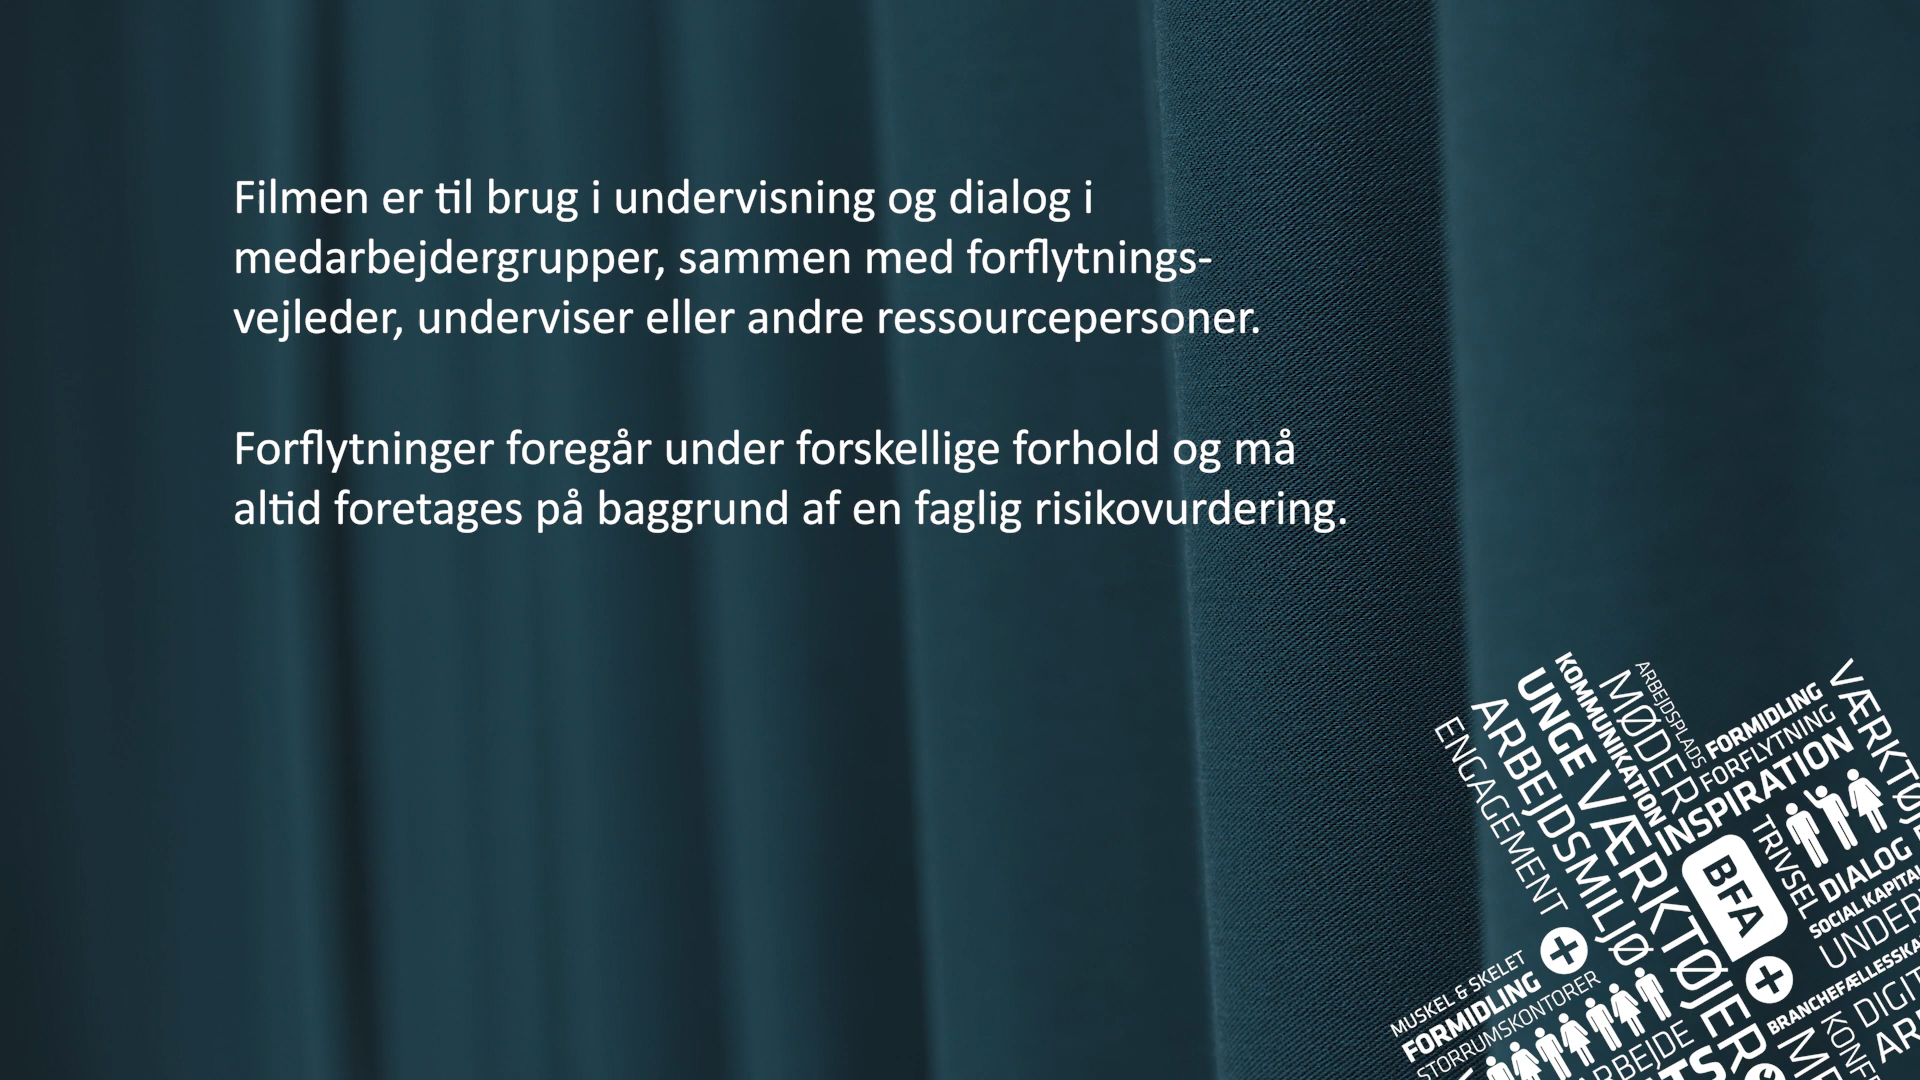 Filmen er til brug i undervisning og dialog i
medarbejdergrupper, sammen med forflytnings-
vejleder, underviser eller andre ressourcepersoner.
Forflytninger foregår under forskellige forhold og må
altid foretages på baggrund af en faglig risikovurdering.
ENGAGEMENT
ARBEJDSMILJØ
UNGE VÆRKTØJER
KOMMUNIKATION
MØDER
ARBEJDSPLADS
FORMIDLING
FORFLYTNING
INSPIRATION
TRIVSEL
BFA
DIALOG
SOCIAL KAPITAL
MUSKEL & SKELET
FORMIDLING
STORRUMSKONTORER